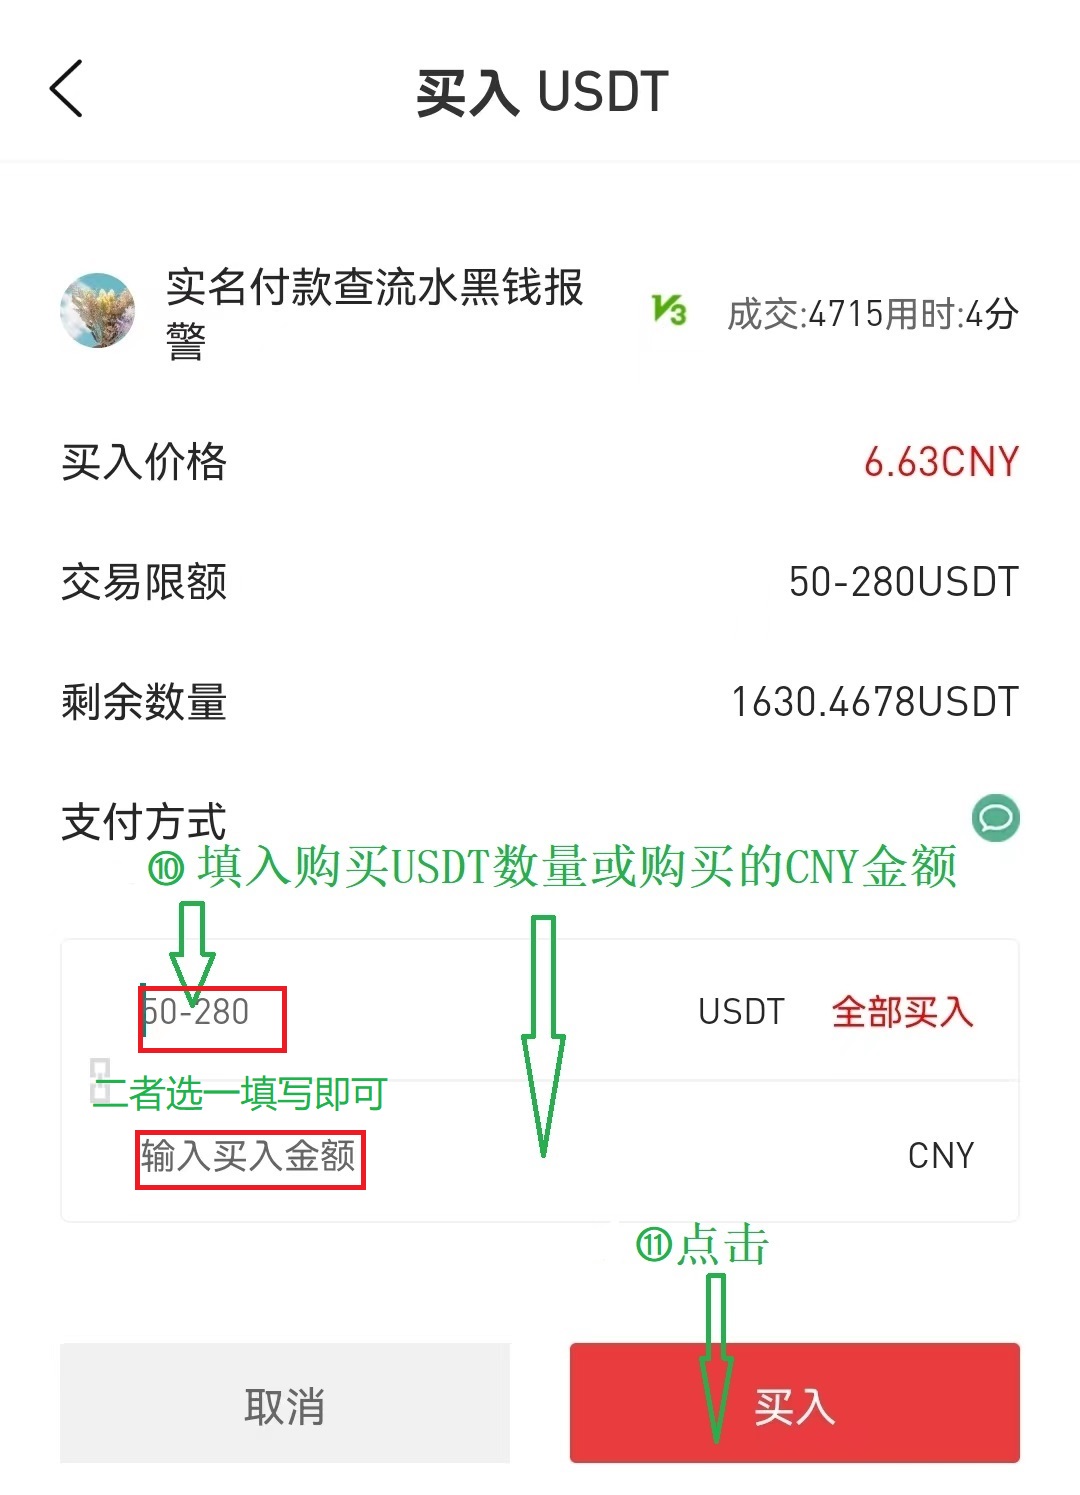 买入 USDT
实名付款查流水黑钱报
警
V3
成交:4715用时:4分
买入价格
6.63CNY
交易限额
50-280USDT
剩余数量
1630.4678USDT
支付方式
⑩ 填入购买USDT数量或购买的CNY金额
50-280
USDT
全部买入
二者选一填写即可
输入买入金额
CNY
⑪点击
取消
买入